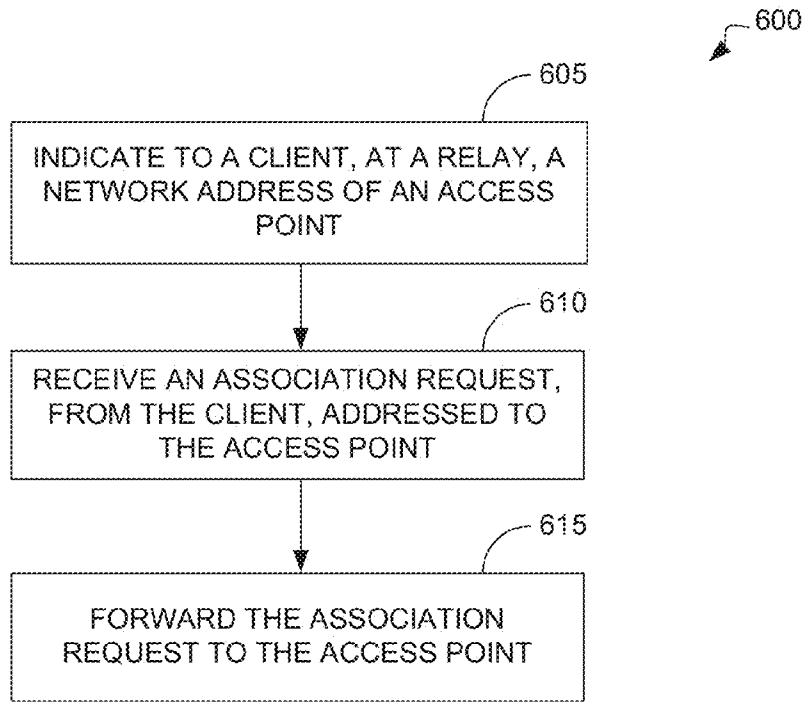 600
605
INDICATE TO A CLIENT, AT A RELAY, A
NETWORK ADDRESS OF AN ACCESS
POINT
610
RECEIVE AN ASSOCIATION REQUEST,
FROM THE CLIENT, ADDRESSED TO
THE ACCESS POINT
615
FORWARD THE ASSOCIATION
REQUEST TO THE ACCESS POINT